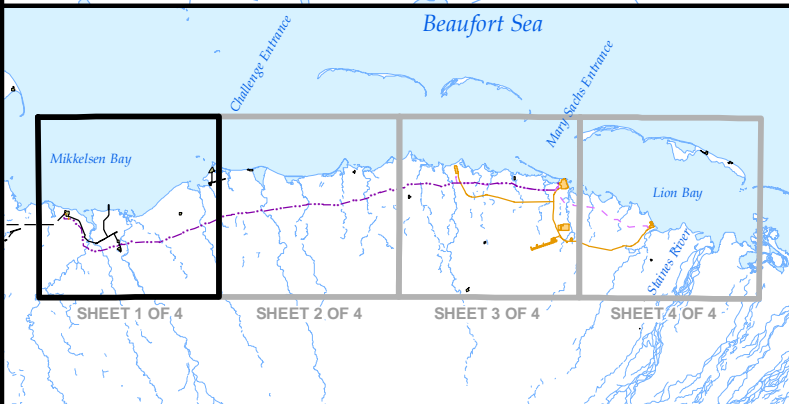 Beaufort Sea
Challenge Entrance
Mary Sachs Entrance
Mikkelsen Bay
Lion Bay
Staines River
SHEET 1 OF 4
SHEET 2 OF 4
SHEET 3 OF 4
SHEET 4 OF 4